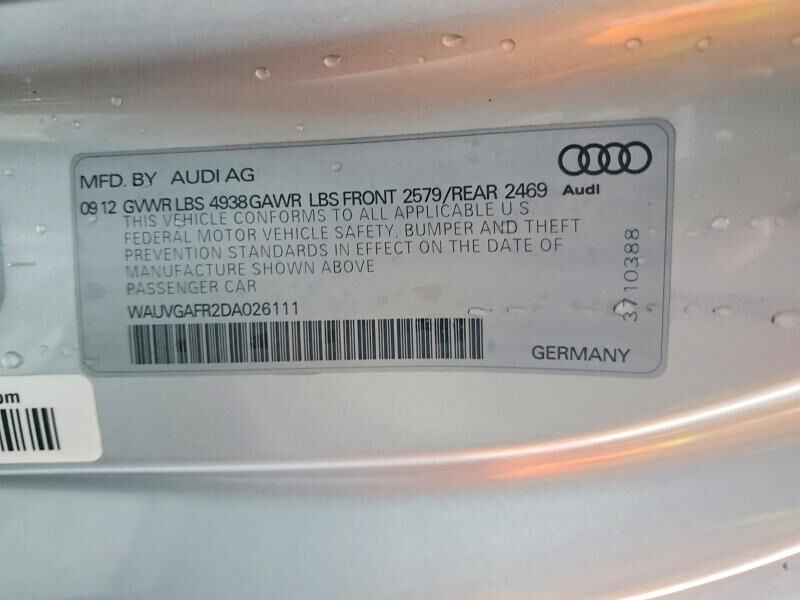 MFD. BY AUDI AG
Audi
09 12 GVWR LBS 4938 GAWR LBS FRONT 2579/REAR 2469
THIS VEHICLE CONFORMS TO ALL APPLICABLE U S
FEDERAL MOTOR VEHICLE SAFETY, BUMPER AND THEFT
PREVENTION STANDARDS IN EFFECT ON THE DATE OF
MANUFACTURE SHOWN ABOVE
PASSENGER CAR
WAUVGAFR2DA026111
3710388
GERMANY
om